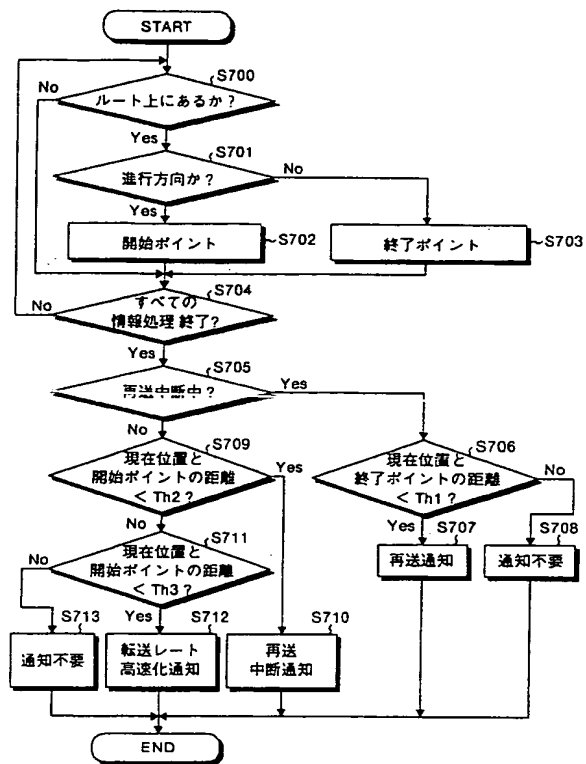 START
S700
ルート上にあるか?
No
Yes
S701
進行方向か?
No
Yes
開始ポイント
S702
終了ポイント
S703
S704
すべての
情報処理 終了?
No
Yes
S705
再送中断中?
Yes
No
S709
現在位置と
開始ポイントの距離
< Th2?
Yes
No
S706
現在位置と
終了ポイントの距離
< Th1?
No
Yes
S707
再送通知
S708
通知不要
S711
現在位置と
開始ポイントの距離
< Th3?
No
Yes
S713
通知不要
S712
転送レート
高速化通知
S710
再送
中断通知
END